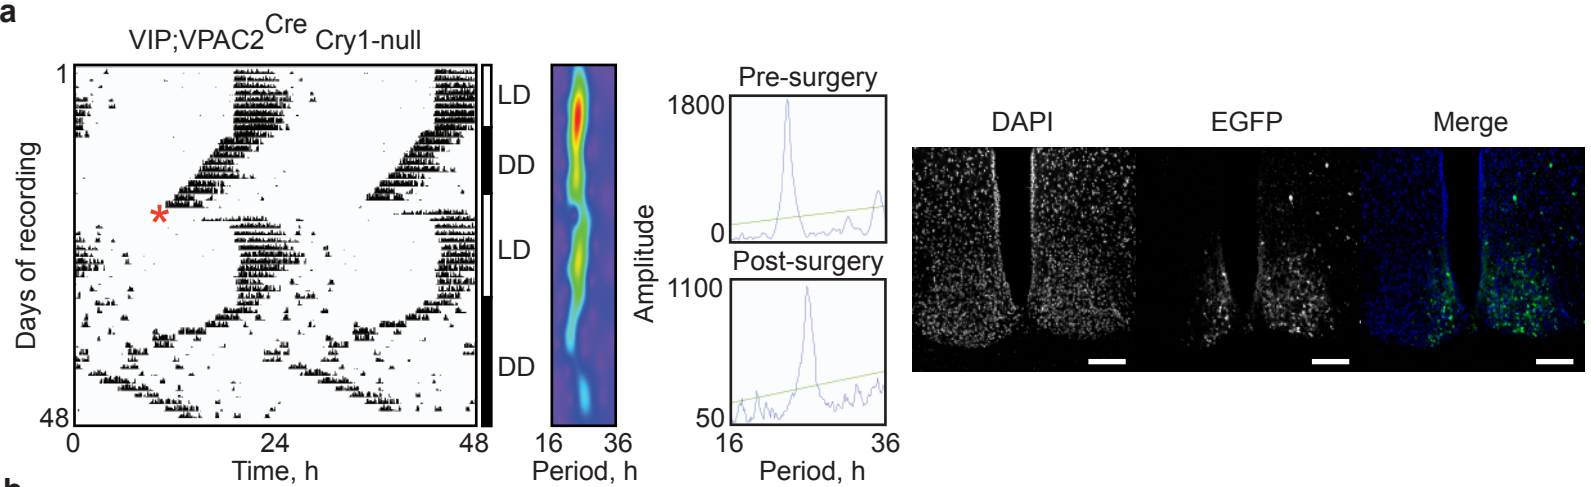 a
VIP;VPAC2Cre Cry1-null
1
Days of recording
48
0
24
48
Time, h
LD
DD
LD
DD
16
36
Period, h
Amplitude
Pre-surgery
1800
0
Post-surgery
1100
50
16
36
Period, h
DAPI
EGFP
Merge
*
b